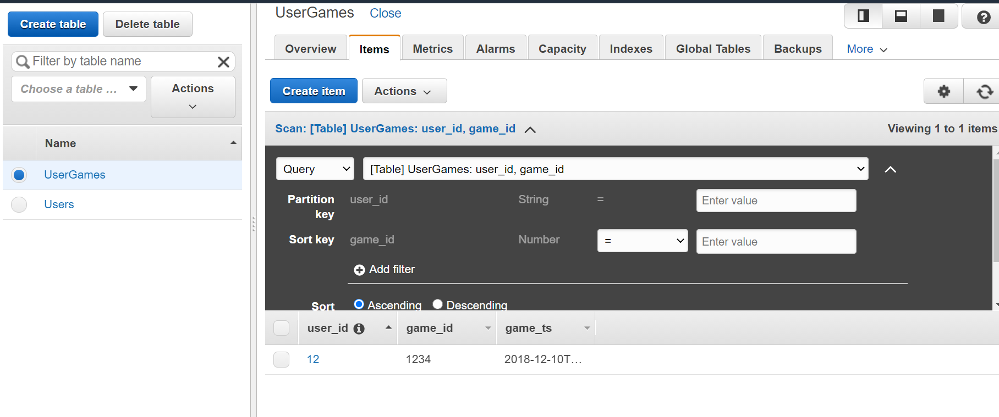 Create table Delete table
Filter by table name
Choose a table ... Actions
Name
UserGames
Users
UserGames Close
Overview Items Metrics Alarms Capacity Indexes Global Tables Backups More
Create item Actions
Scan: [Table] UserGames: user_id, game_id Viewing 1 to 1 items
Query [Table] UserGames: user_id, game_id
Partition key user_id String = Enter value
Sort key game_id Number = Enter value
Add filter
Sort Ascending Descending
user_id game_id game_ts
12 1234 2018-12-10T...